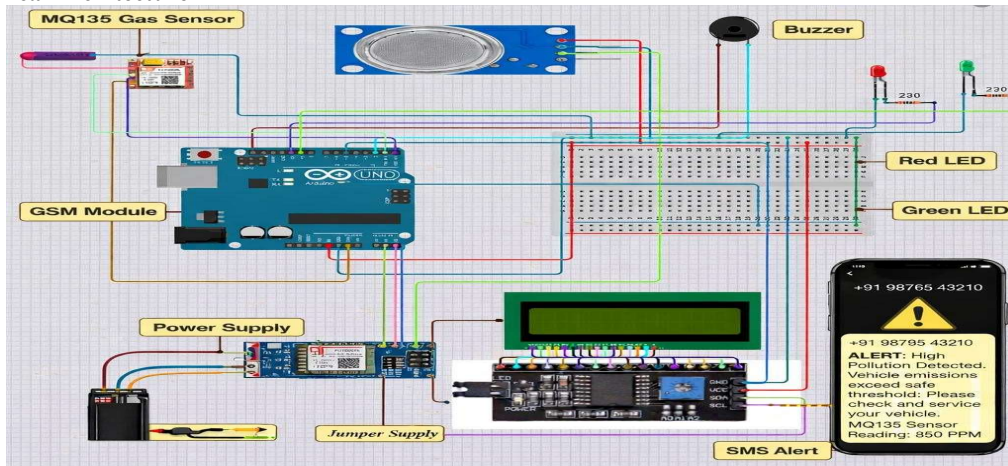 MQ135 Gas Sensor
Buzzer
230
230
UNO
Red LED
GSM Module
Green LED
+91 98765 43210
Power Supply
+91 98795 43210
ALERT: High
Pollution Detected.
Vehicle emissions
exceed safe
threshold: Please
check and service
your vehicle.
MQ135 Sensor
Reading: 850 PPM
POWER
GND
VCC
SDA
SCL
Jumper Supply
SMS Alert